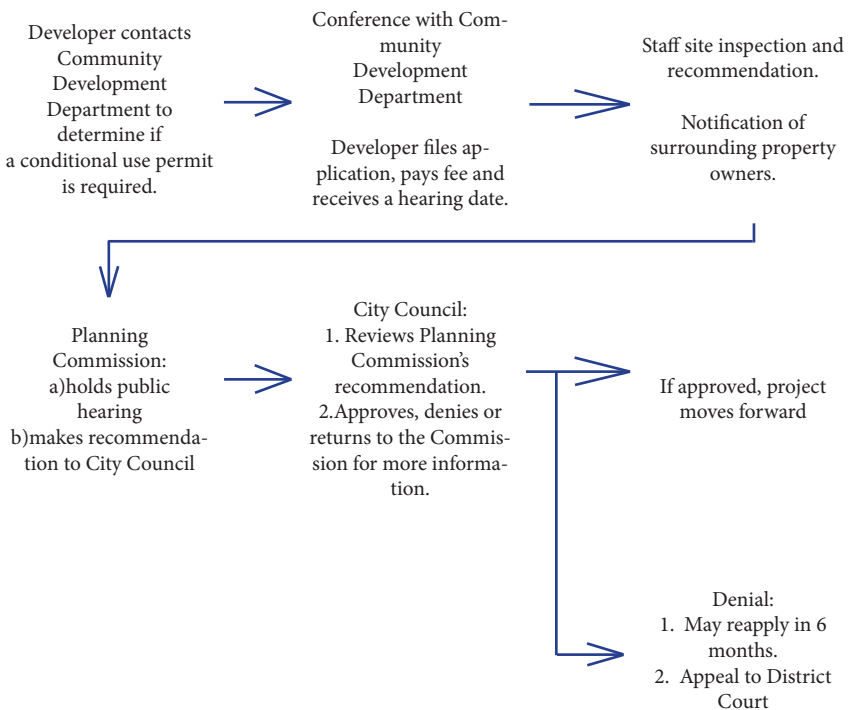 Developer contacts
Community
Development
Department to
determine if
a conditional use permit
is required.
Conference with Com-
munity
Development
Department
Developer files ap-
plication, pays fee and
receives a hearing date.
Staff site inspection and
recommendation.
Notification of
surrounding property
owners.
Planning
Commission:
a)holds public
hearing
b)makes recommenda-
tion to City Council
City Council:
1. Reviews Planning
Commission's
recommendation.
2.Approves, denies or
returns to the Commis-
sion for more informa-
tion.
If approved, project
moves forward
Denial:
1. May reapply in 6
months.
2. Appeal to District
Court